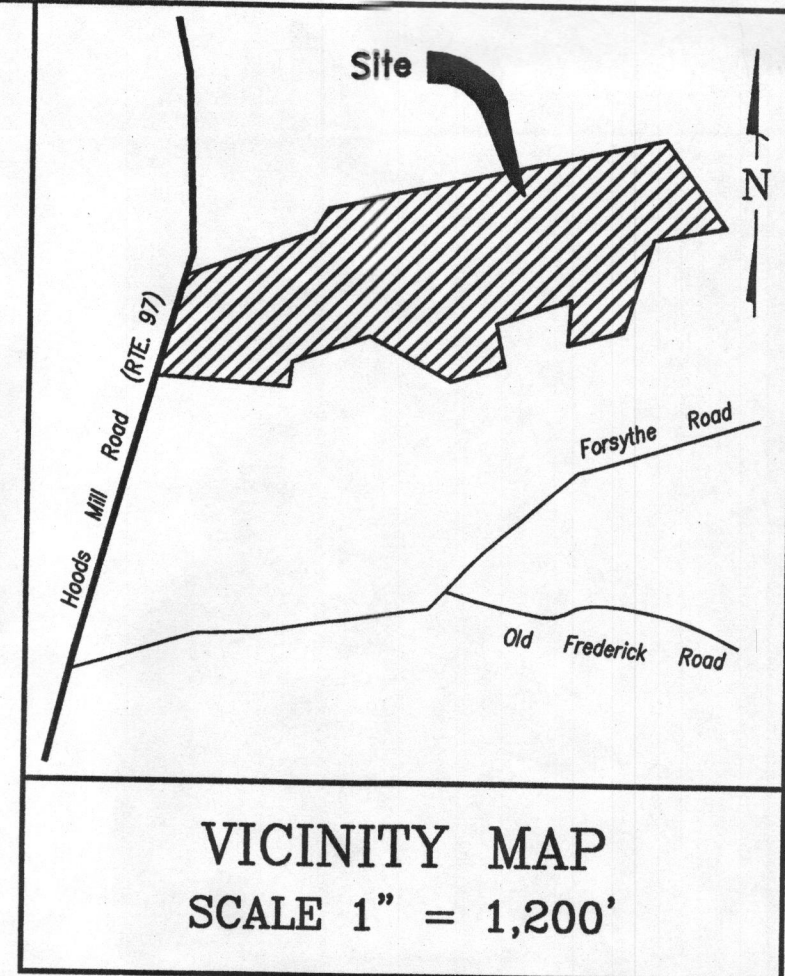 Site
N
Hoods Mill Road (RTE. 97)
Forsythe Road
Old Frederick Road
VICINITY MAP
SCALE 1" = 1,200'